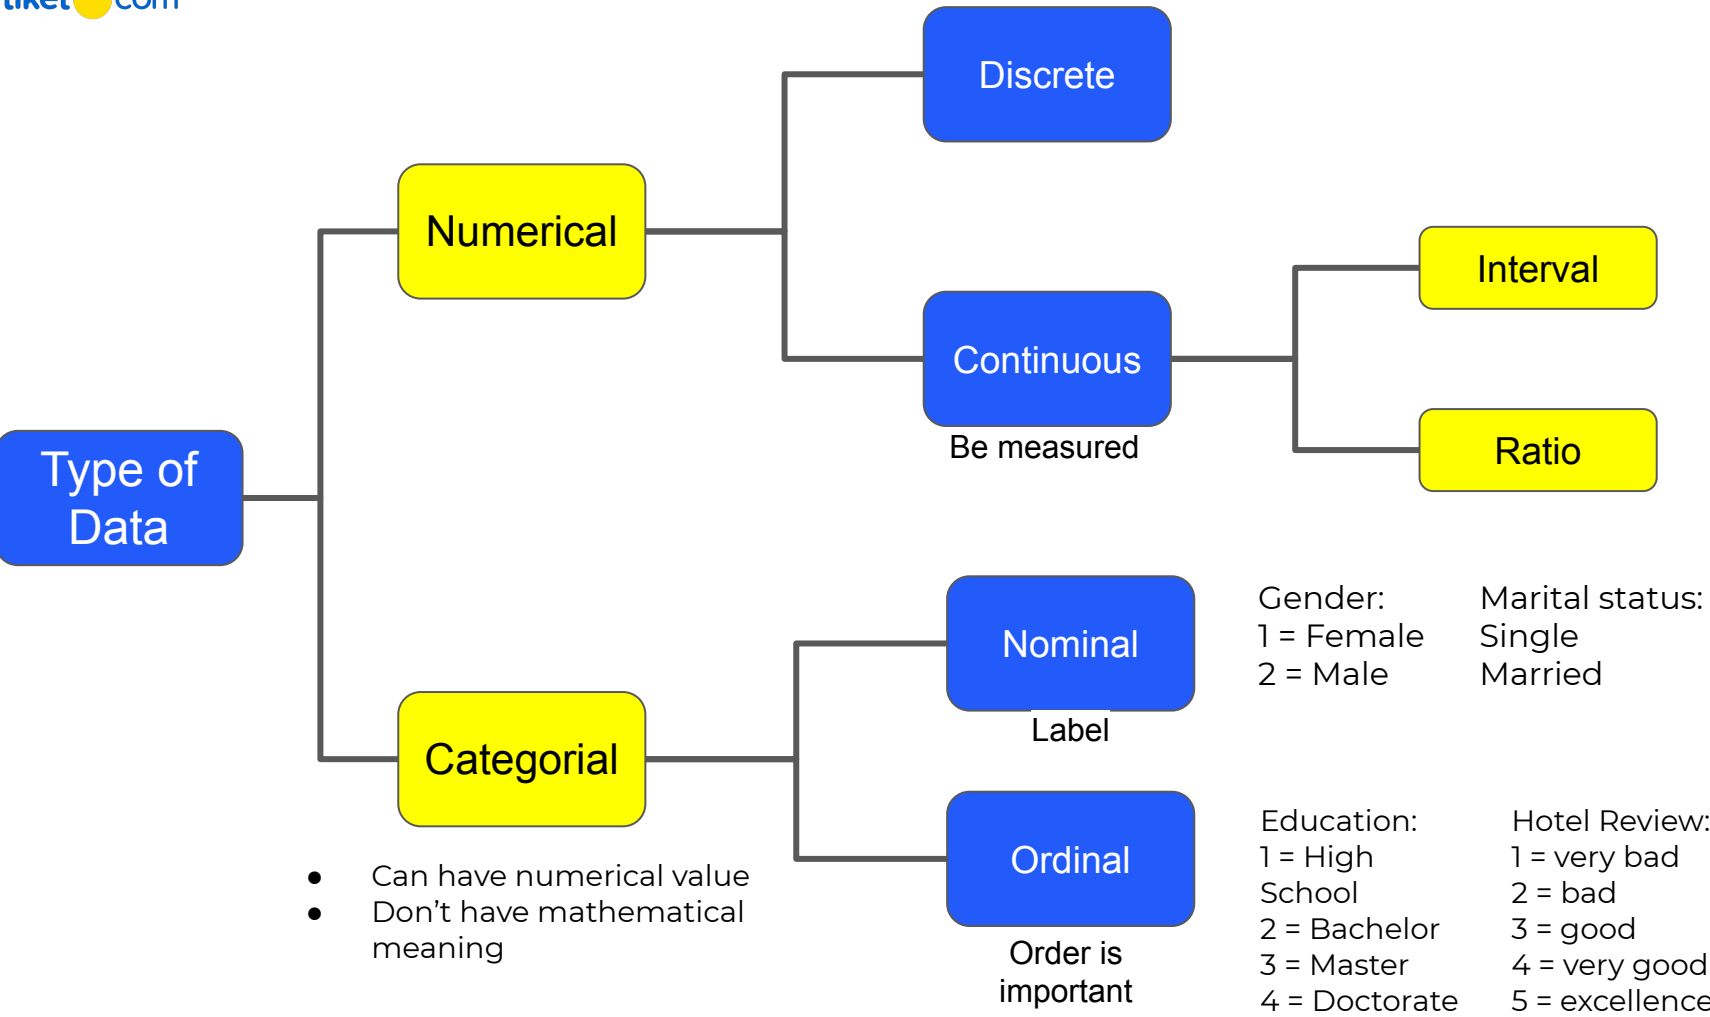 tiket com
Discrete
Numerical
Interval
Continuous
Be measured
Ratio
Type of
Data
Gender:
1 = Female
2 = Male
Marital status:
Single
Married
Nominal
Label
Categorial
● Can have numerical value
● Don't have mathematical
meaning
Ordinal
Order is
important
Education:
1 = High
School
2 = Bachelor
3 = Master
4 = Doctorate
Hotel Review:
1 = very bad
2 = bad
3 = good
4 = very good
5 = excellence